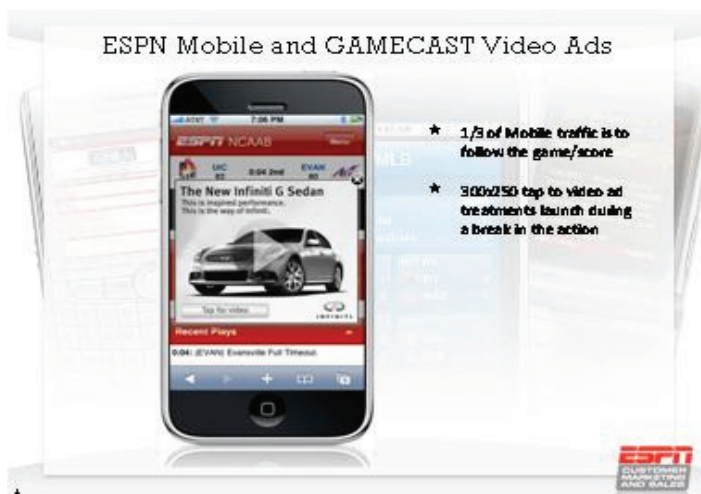 ESPN Mobile and GAMECAST Video Ads
AT&T 7:06 PM
ESPN NCAAB Menu
UIC 0:04 2nd EVAN
The New Infiniti G Sedan
This is inspired performance.
This is the way of Infiniti.
Tap for video
INFINITI
Recent Plays
0:04: (EVAN) Evansville Full Timeout.
★ 1/3 of Mobile traffic is to
follow the game/score
★ 300x250 tap to video ad
treatments launch during
a break in the action
ESPN
CUSTOMER
MARKETING
AND SALES